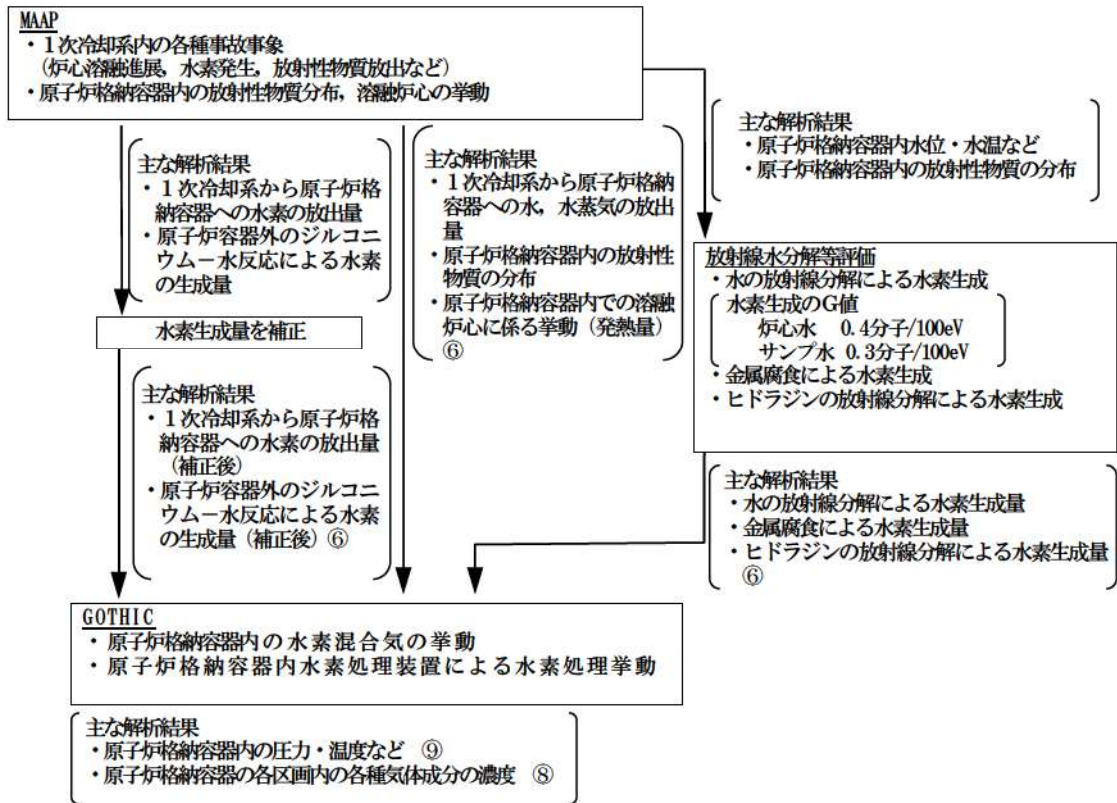 MAAP
・１次冷却系内の各種事故事象
（炉心溶融進展，水素発生，放射性物質放出など）
・原子炉格納容器内の放射性物質分布，溶融炉心の挙動
主な解析結果
・１次冷却系から原子炉格
納容器への水素の放出量
・原子炉容器外のジルコニ
ウム－水反応による水素
の生成量
水素生成量を補正
主な解析結果
・１次冷却系から原子炉格
納容器への水素の放出量
（補正後）
・原子炉容器外のジルコニ
ウム－水反応による水素
の生成量（補正後）⑥
主な解析結果
・１次冷却系から原子炉格納
容器への水，水蒸気の放出
量
・原子炉格納容器内の放射性
物質の分布
・原子炉格納容器内での溶融
炉心に係る挙動（発熱量）
⑥
主な解析結果
・原子炉格納容器内水位・水温など
・原子炉格納容器内の放射性物質の分布
放射線水分解等評価
・水の放射線分解による水素生成
水素生成のG値
炉心水 0.4分子/100eV
サンプ水 0.3分子/100eV
・金属腐食による水素生成
・ヒドラジンの放射線分解による水素生成
主な解析結果
・水の放射線分解による水素生成量
・金属腐食による水素生成量
・ヒドラジンの放射線分解による水素生成量
⑥
GOTHIC
・原子炉格納容器内の水素混合気の挙動
・原子炉格納容器内水素処理装置による水素処理挙動
主な解析結果
・原子炉格納容器内の圧力・温度など ⑨
・原子炉格納容器の各区画内の各種気体成分の濃度 ⑧